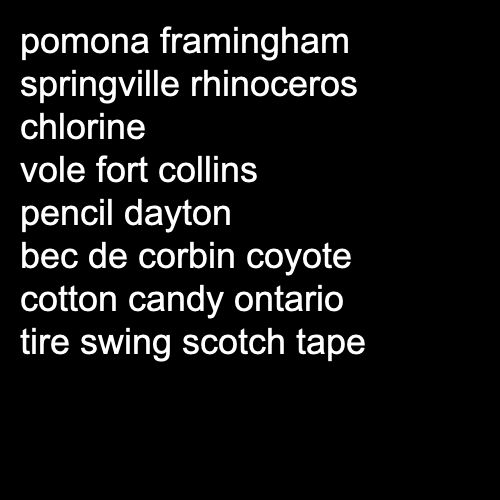 pomona framingham
springville rhinoceros
chlorine
vole fort collins
pencil dayton
bec de corbin coyote
cotton candy ontario
tire swing scotch tape